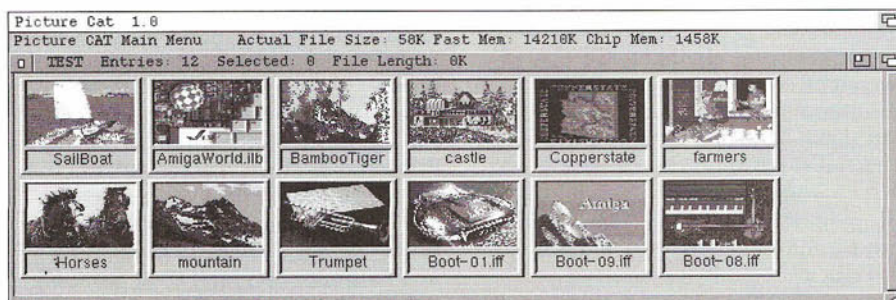 Picture Cat 1.0
Picture CAT Main Menu Actual File Size: 58K Fast Mem: 14210K Chip Mem: 1458K
TEST Entries: 12 Selected: 0 File Length: 0K
COPPERSTATE
SailBoat AmigaWorld.ilb BambooTiger castle Copperstate farmers
Amiga
Horses mountain Trumpet Boot-01.iff Boot-09.iff Boot-08.iff